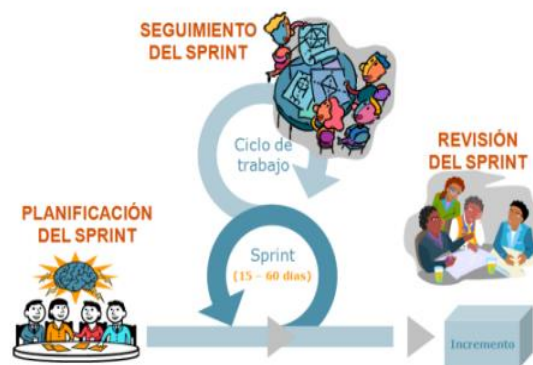 SEGUIMIENTO
DEL SPRINT
Ciclo de
trabajo
REVISIÓN
DEL SPRINT
PLANIFICACIÓN
DEL SPRINT
Sprint
(15 – 60 días)
Incremento